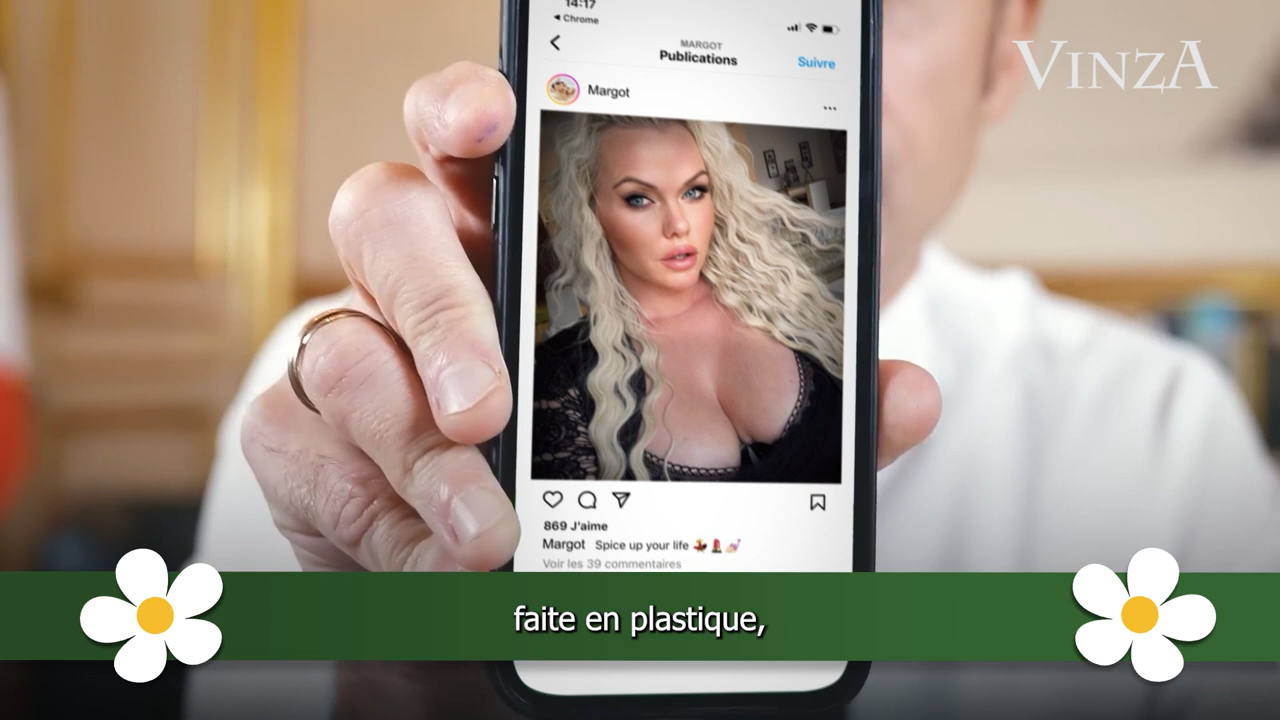 14:17
◄ Chrome
MARGOT
Publications
Suivre
VINZA
Margot
869 J'aime
Margot Spice up your life 💃💄💅
Voir les 39 commentaires
faite en plastique,